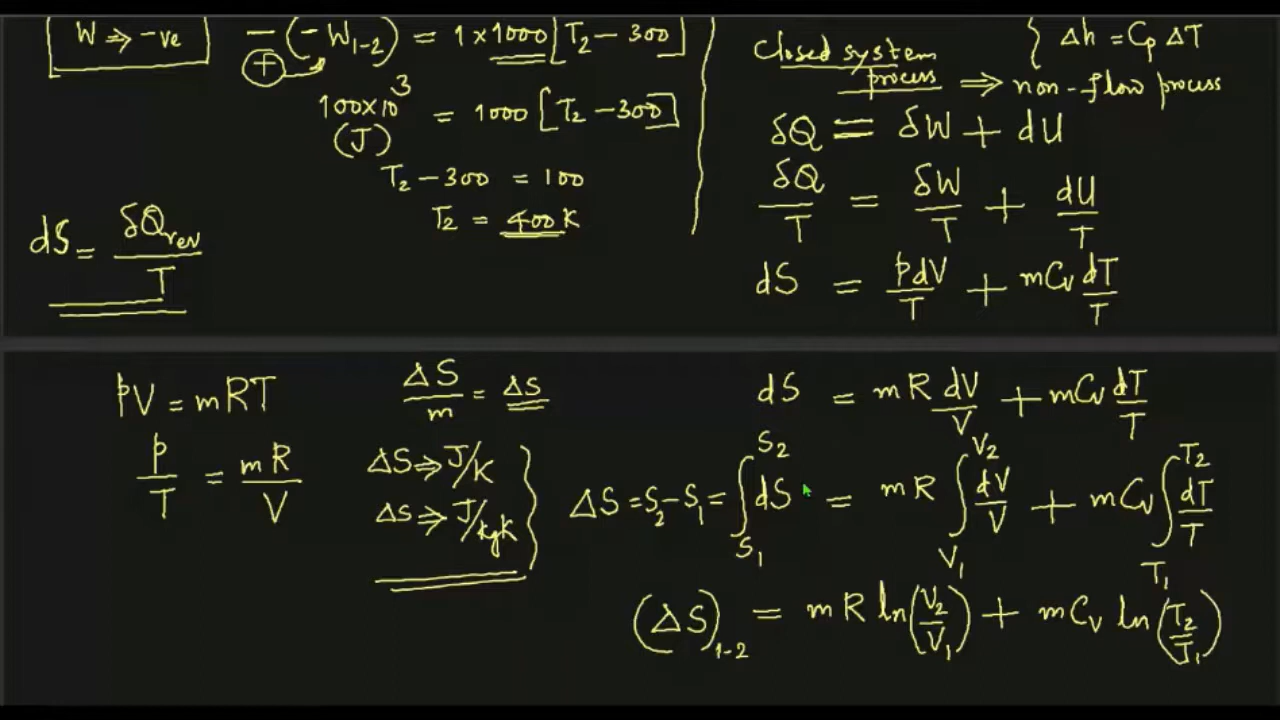 W ⇒ -ve
- (-W₁₋₂) = 1 × 1000 [T₂ - 300]
(+)
100×10³ = 1000 [T₂ - 300]
(J)
T₂ - 300 = 100
T₂ = 400 K
dS = δQrev / T
Δh = Cp ΔT
Closed system
process ⇒ non-flow process
δQ = δW + dU
δQ/T = δW/T + dU/T
dS = pdV/T + mCv dT/T
pV = mRT
p/T = mR/V
ΔS/m = Δs
ΔS ⇒ J/K
Δs ⇒ J/kgK
dS = mR dV/V + mCv dT/T
ΔS = S₂ - S₁ = ∫_{S₁}^{S₂} dS = mR ∫_{V₁}^{V₂} dV/V + mCv ∫_{T₁}^{T₂} dT/T
(ΔS)₁₋₂ = mR ln(V₂/V₁) + mCv ln(T₂/T₁)